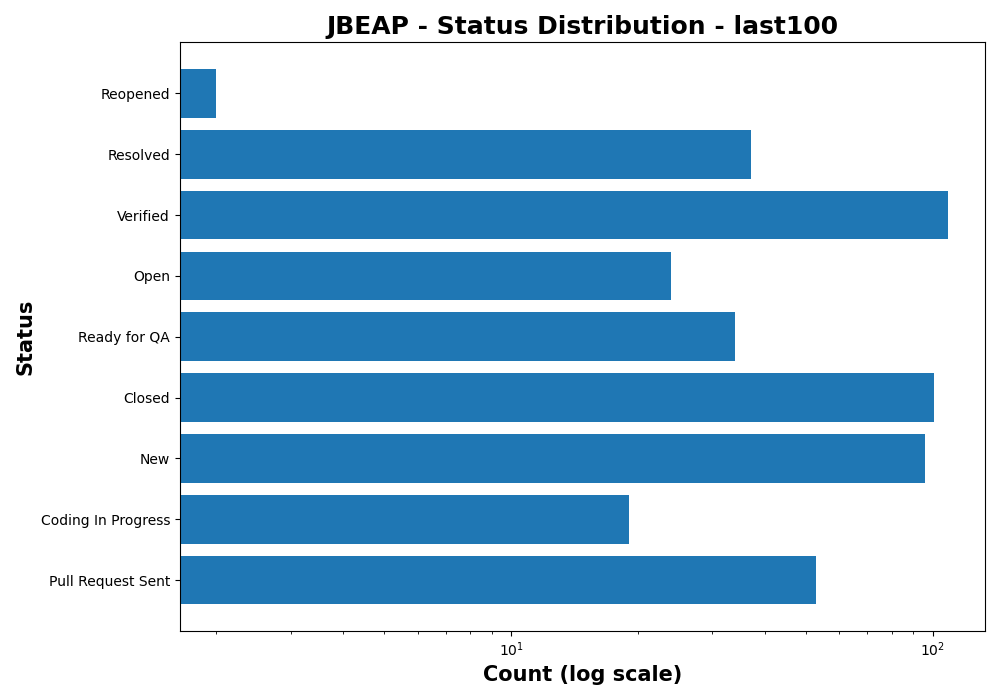 JBEAP - Status Distribution - last100
Status
Reopened
Resolved
Verified
Open
Ready for QA
Closed
New
Coding In Progress
Pull Request Sent
10¹ 10²
Count (log scale)